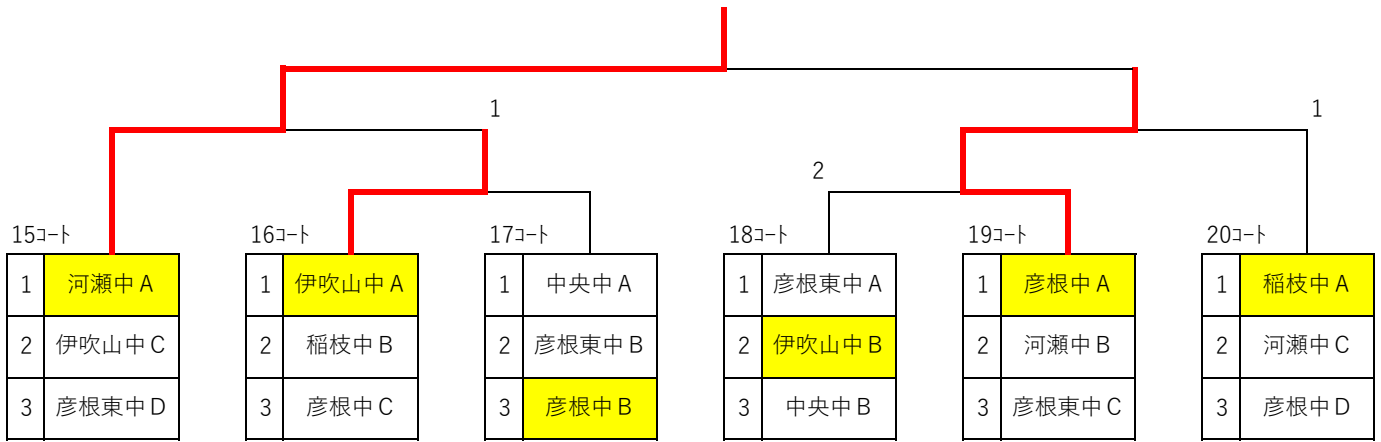 1
1
2
15ｺｰﾄ 16ｺｰﾄ 17ｺｰﾄ 18ｺｰﾄ 19ｺｰﾄ 20ｺｰﾄ
1 河瀬中Ａ 1 伊吹山中Ａ 1 中央中Ａ 1 彦根東中Ａ 1 彦根中Ａ 1 稲枝中Ａ
2 伊吹山中Ｃ 2 稲枝中Ｂ 2 彦根東中Ｂ 2 伊吹山中Ｂ 2 河瀬中Ｂ 2 河瀬中Ｃ
3 彦根東中Ｄ 3 彦根中Ｃ 3 彦根中Ｂ 3 中央中Ｂ 3 彦根東中Ｃ 3 彦根中Ｄ